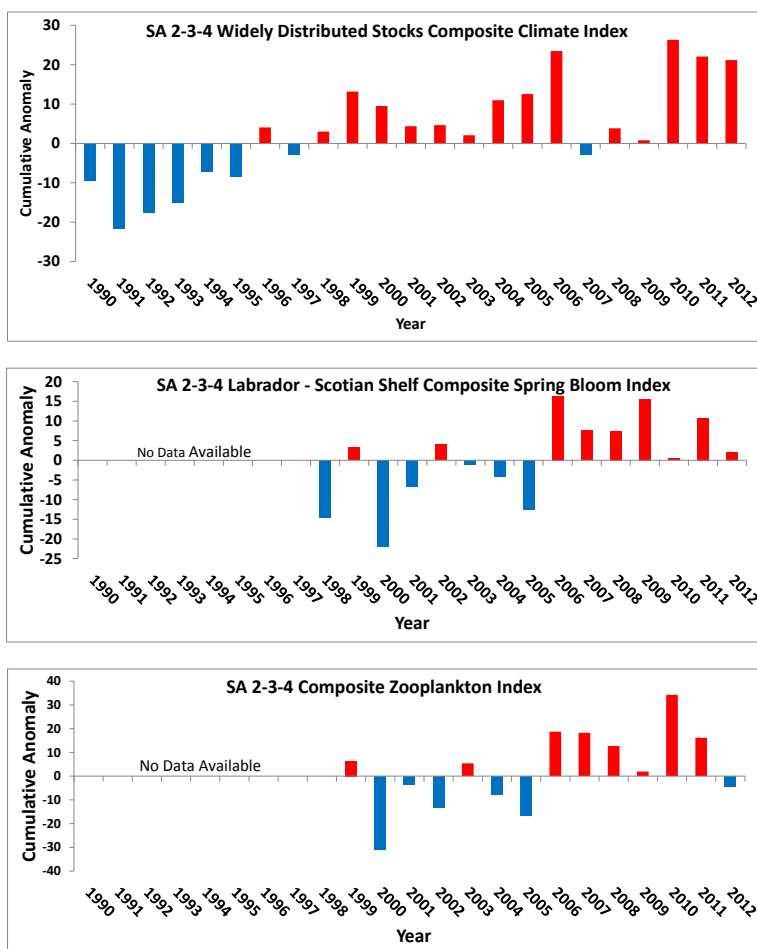 SA 2-3-4 Widely Distributed Stocks Composite Climate Index
Cumulative Anomaly
30
20
10
0
-10
-20
-30
1990 1991 1992 1993 1994 1995 1996 1997 1998 1999 2000 2001 2002 2003 2004 2005 2006 2007 2008 2009 2010 2011 2012
Year
SA 2-3-4 Labrador - Scotian Shelf Composite Spring Bloom Index
Cumulative Anomaly
20
15
10
5
0
-5
-10
-15
-20
-25
No Data Available
1990 1991 1992 1993 1994 1995 1996 1997 1998 1999 2000 2001 2002 2003 2004 2005 2006 2007 2008 2009 2010 2011 2012
Year
SA 2-3-4 Composite Zooplankton Index
Cumulative Anomaly
40
30
20
10
0
-10
-20
-30
-40
No Data Available
1990 1991 1992 1993 1994 1995 1996 1997 1998 1999 2000 2001 2002 2003 2004 2005 2006 2007 2008 2009 2010 2011 2012
Year